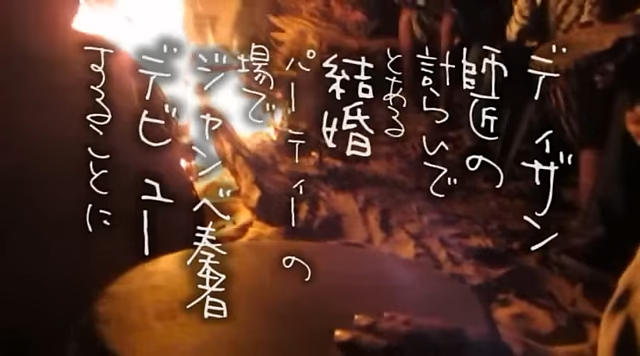 ディザン
師匠の
計らいで
とある
結婚
パーティーの
場で
ジャンベ奏者
デビュー
することに